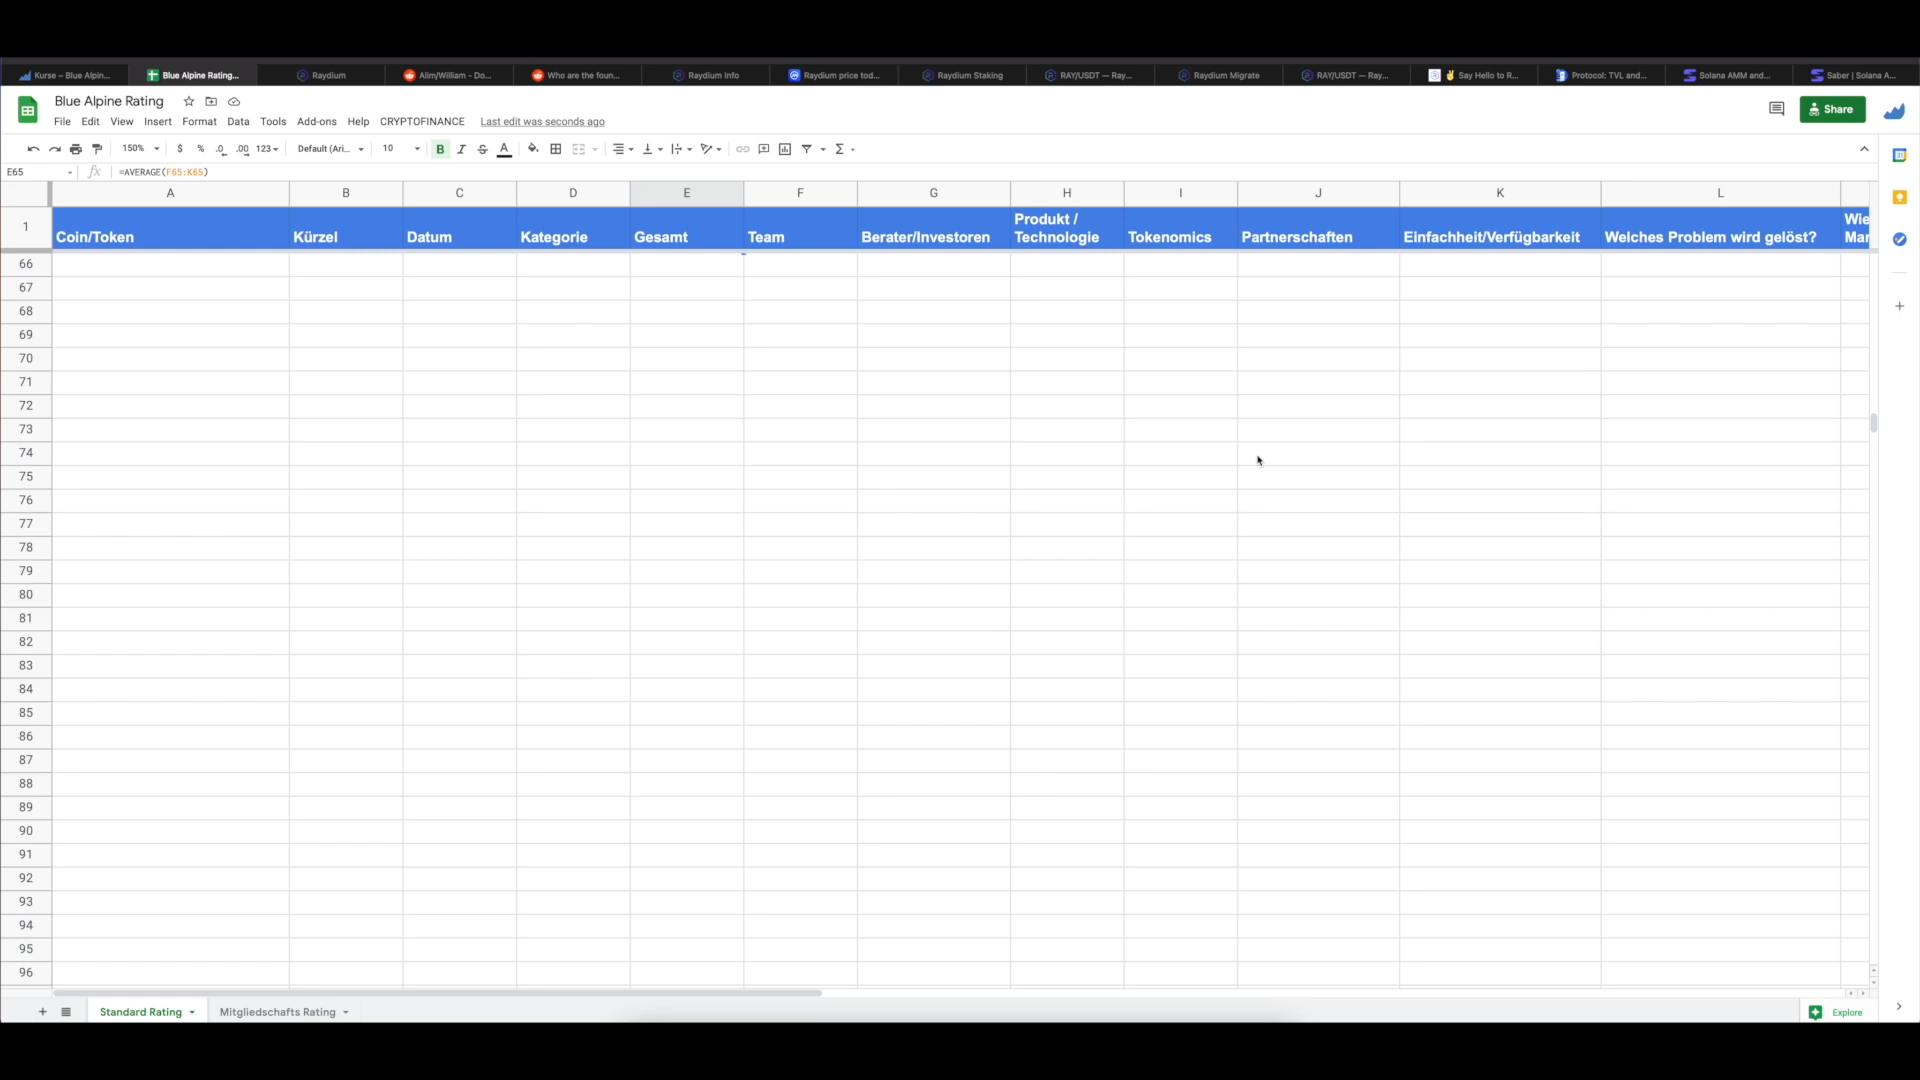 Kurse – Blue Alpin...
Blue Alpine Rating...
Raydium
Alim/William - Do...
Who are the foun...
Raydium Info
Raydium price tod...
Raydium Staking
RAY/USDT — Ray...
Raydium Migrate
RAY/USDT — Ray...
Say Hello to R...
Protocol: TVL and...
Solana AMM and...
Saber | Solana A...
Blue Alpine Rating
Share
File Edit View Insert Format Data Tools Add-ons Help CRYPTOFINANCE Last edit was seconds ago
150% $ % .0 .00 123 Default (Ari... 10 B I S A Σ
E65 fx =AVERAGE(F65:K65)
A B C D E F G H I J K L
1
Coin/Token
Kürzel
Datum
Kategorie
Gesamt
Team
Berater/Investoren
Produkt /
Technologie
Tokenomics
Partnerschaften
Einfachheit/Verfügbarkeit
Welches Problem wird gelöst?
Wie
Mar
66
67
68
69
70
71
72
73
74
75
76
77
78
79
80
81
82
83
84
85
86
87
88
89
90
91
92
93
94
95
96
Standard Rating
Mitgliedschafts Rating
Explore